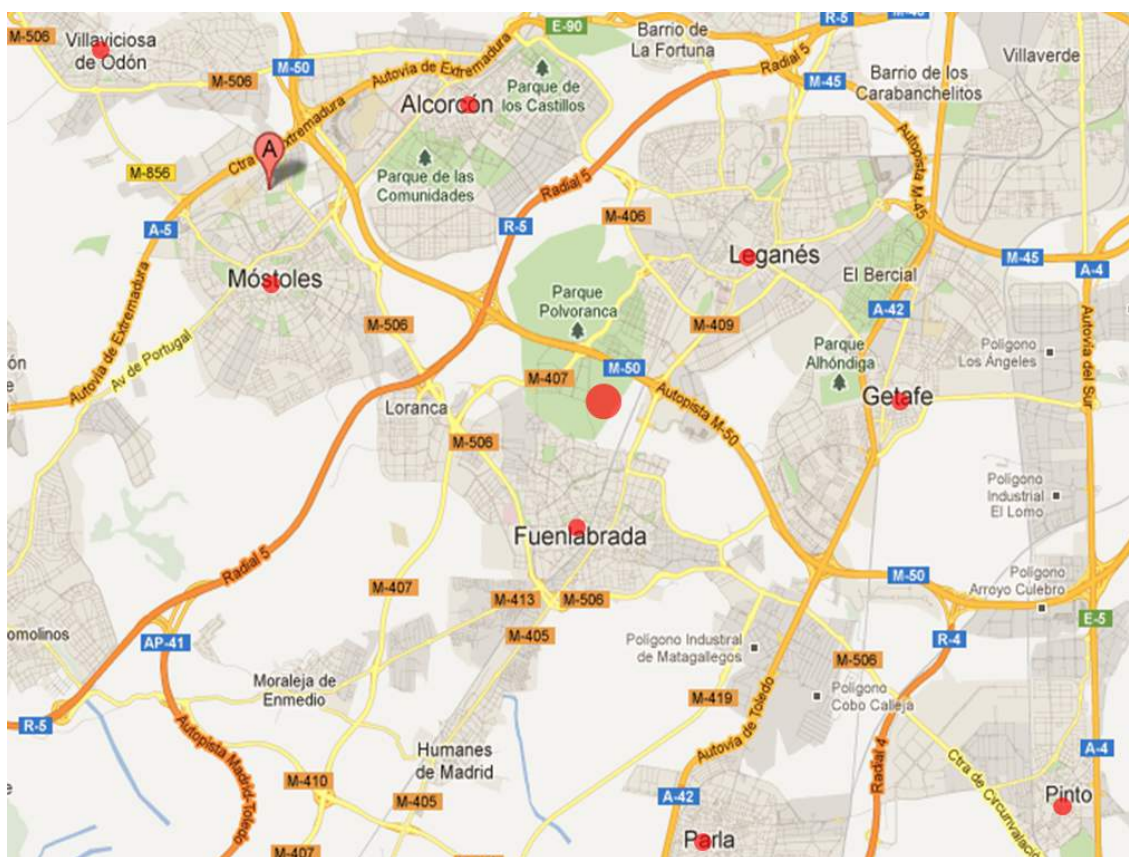 M-506
Villaviciosa
de Odón
M-50
M-506
Autovía de Extremadura
E-90
Barrio de
La Fortuna
R-5
M-40
Radial 5
M-45
Villaverde
Barrio de los
Carabanchelitos
Alcorcón
Parque de
los Castillos
A
Ctra Extremadura
M-856
Parque de las
Comunidades
Radial 5
Autopista M-45
A-5
R-5
M-406
Leganés
M-45
A-4
El Bercial
Móstoles
Parque
Polvoranca
A-42
Autovía de Extremadura
Av de Portugal
M-506
M-409
Parque
Alhóndiga
Polígono
Los Ángeles
Autovía del Sur
M-407
M-50
Loranca
Autopista M-50
Getafe
M-506
Polígono
Industrial
El Lomo
Fuenlabrada
Radial 5
M-407
M-413
M-506
M-50
Polígono
Arroyo Culebro
E-5
omolinos
AP-41
M-405
Polígono Industiral
de Matagallegos
R-4
M-506
Moraleja de
Enmedio
M-419
Polígono
Cobo Calleja
R-5
Autopista Madrid-Toledo
Humanes
de Madrid
Autovía de Toledo
Radial 4
Ctra de Circunvalación
A-4
M-410
M-405
A-42
Pinto
Parla
M-407